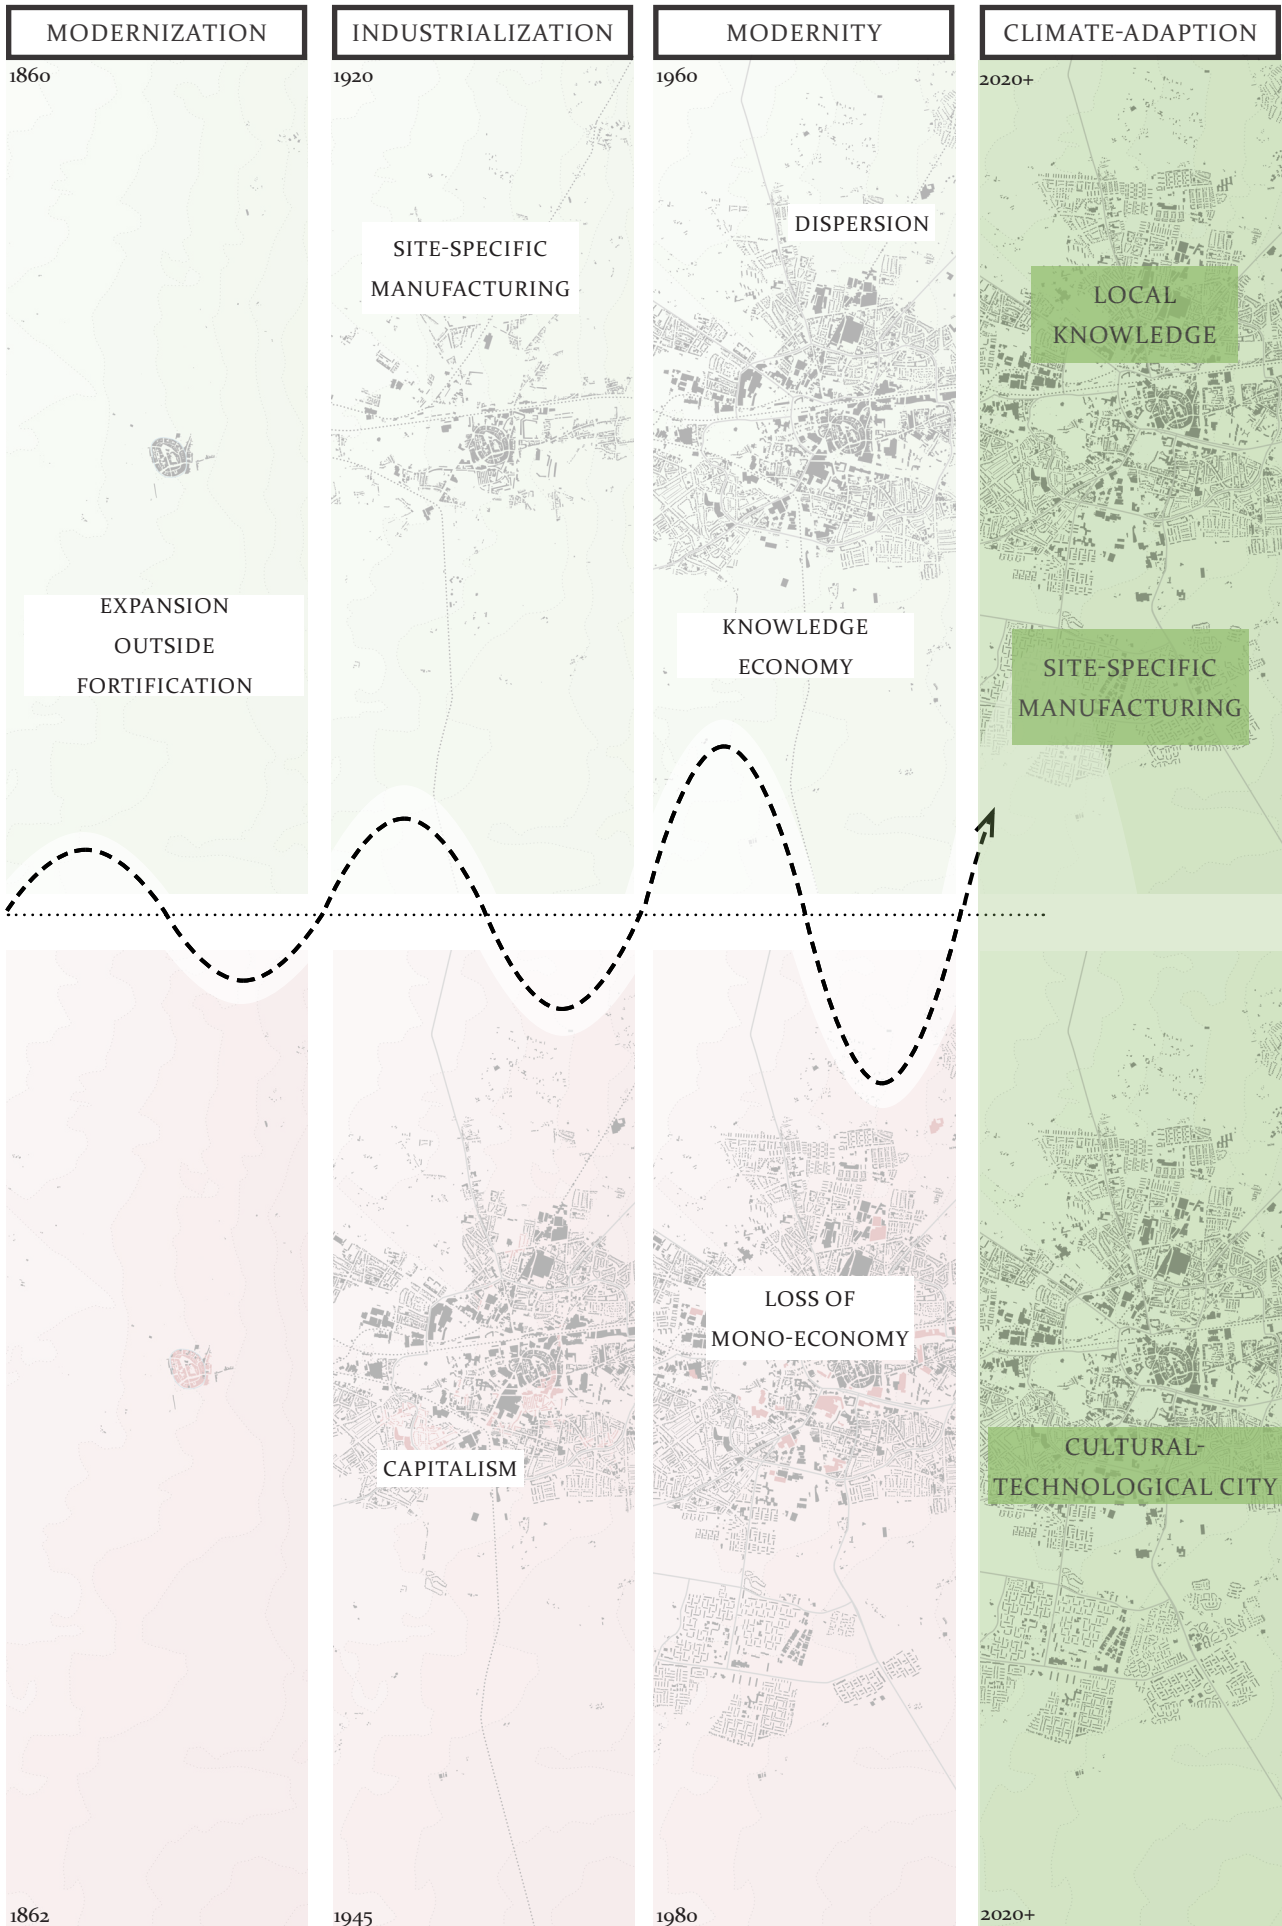 MODERNIZATION
INDUSTRIALIZATION
MODERNITY
CLIMATE-ADAPTION
1860
1920
1960
2020+
EXPANSION
OUTSIDE
FORTIFICATION
SITE-SPECIFIC
MANUFACTURING
DISPERSION
KNOWLEDGE
ECONOMY
LOCAL
KNOWLEDGE
SITE-SPECIFIC
MANUFACTURING
CAPITALISM
LOSS OF
MONO-ECONOMY
CULTURAL-
TECHNOLOGICAL CITY
1862
1945
1980
2020+